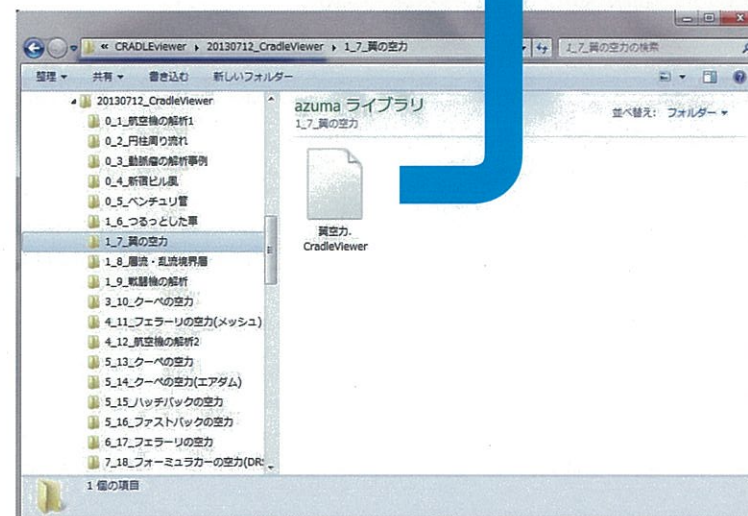 « CRADLEviewer ▸ 20130712_CradleViewer ▸ 1_7_翼の空力
1_7_翼の空力の検索
整理 ▾ 共有 ▾ 書き込む 新しいフォルダー
20130712_CradleViewer
0_1_航空機の解析1
0_2_円柱周り流れ
0_3_動脈瘤の解析事例
0_4_新宿ビル風
0_5_ベンチュリ管
1_6_つるっとした車
1_7_翼の空力
1_8_層流・乱流境界層
1_9_戦闘機の解析
3_10_クーペの空力
4_11_フェラーリの空力(メッシュ)
4_12_航空機の解析2
5_13_クーペの空力
5_14_クーペの空力(エアダム)
5_15_ハッチバックの空力
5_16_ファストバックの空力
6_17_フェラーリの空力
7_18_フォーミュラカーの空力(DR
azuma ライブラリ
1_7_翼の空力
並べ替え: フォルダー ▾
翼空力.
CradleViewer
1 個の項目